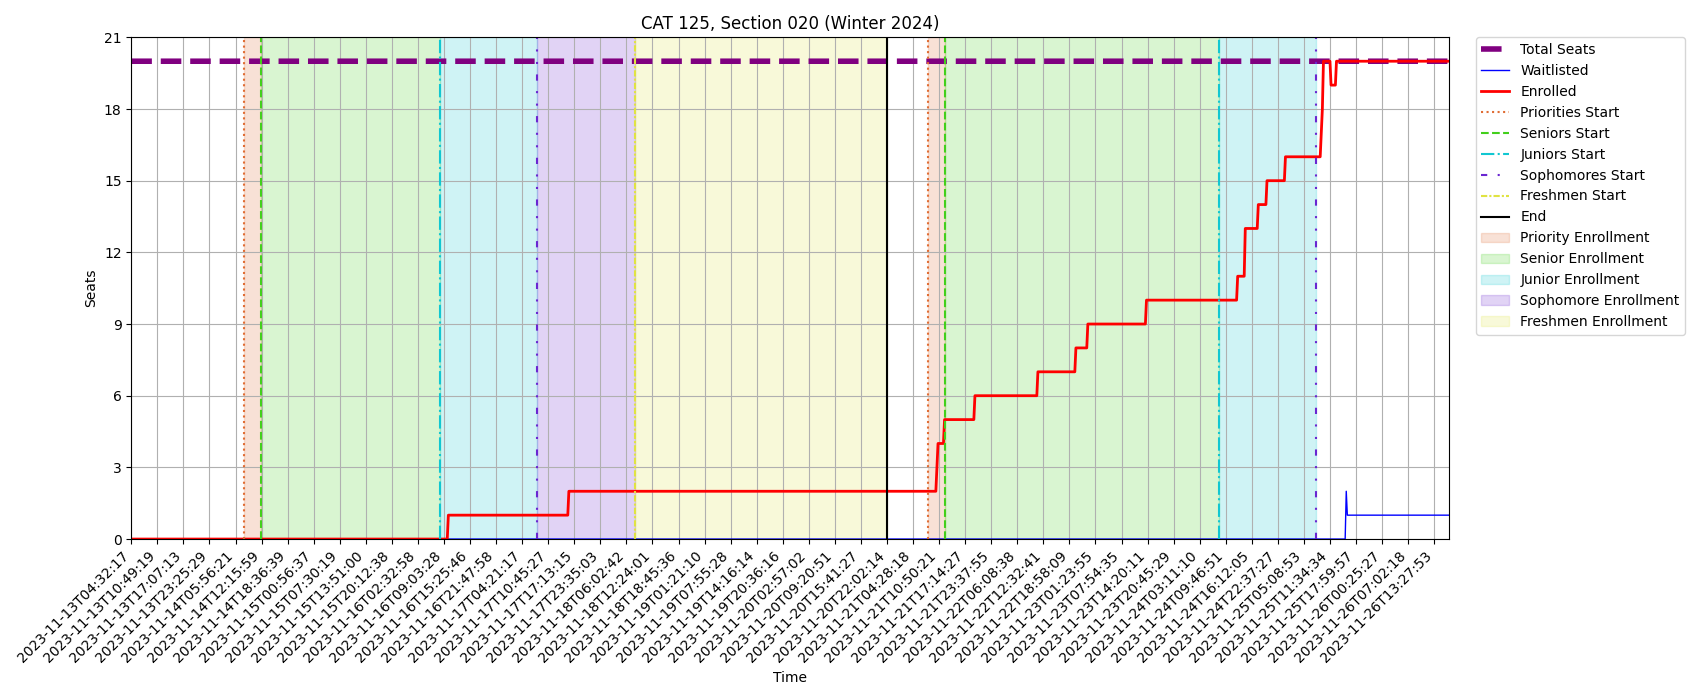 CAT 125, Section 020 (Winter 2024)
Seats
21
18
15
12
9
6
3
0
2023-11-13T04:32:17
2023-11-13T10:49:19
2023-11-13T17:07:13
2023-11-13T23:25:29
2023-11-14T05:56:21
2023-11-14T12:15:59
2023-11-14T18:36:39
2023-11-15T00:56:37
2023-11-15T07:30:19
2023-11-15T13:51:00
2023-11-15T20:12:38
2023-11-16T02:32:58
2023-11-16T09:03:28
2023-11-16T15:25:46
2023-11-16T21:47:58
2023-11-17T04:21:17
2023-11-17T10:45:27
2023-11-17T17:13:15
2023-11-17T23:35:03
2023-11-18T06:02:42
2023-11-18T12:24:01
2023-11-18T18:45:36
2023-11-19T01:21:10
2023-11-19T07:55:28
2023-11-19T14:16:14
2023-11-19T20:36:16
2023-11-20T02:57:02
2023-11-20T09:20:51
2023-11-20T15:41:27
2023-11-20T22:02:14
2023-11-21T04:28:18
2023-11-21T10:50:21
2023-11-21T17:14:27
2023-11-21T23:37:55
2023-11-22T06:08:38
2023-11-22T12:32:41
2023-11-22T18:58:09
2023-11-23T01:23:55
2023-11-23T07:54:35
2023-11-23T14:20:11
2023-11-23T20:45:29
2023-11-24T03:11:10
2023-11-24T09:46:51
2023-11-24T16:12:05
2023-11-24T22:37:27
2023-11-25T05:08:53
2023-11-25T11:34:34
2023-11-25T17:59:57
2023-11-26T00:25:27
2023-11-26T07:02:18
2023-11-26T13:27:53
Time
Total Seats
Waitlisted
Enrolled
Priorities Start
Seniors Start
Juniors Start
Sophomores Start
Freshmen Start
End
Priority Enrollment
Senior Enrollment
Junior Enrollment
Sophomore Enrollment
Freshmen Enrollment